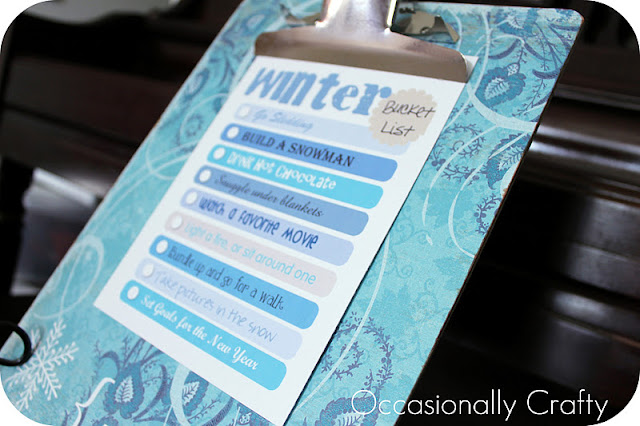 Winter
Bucket
List
Go Sledding
BUILD A SNOWMAN
Drink Hot Chocolate
Snuggle under blankets
Watch a favorite movie
Light a fire, or sit around one
Bundle up and go for a walk
Take pictures in the snow
Set Goals for the New Year
Occasionally Crafty